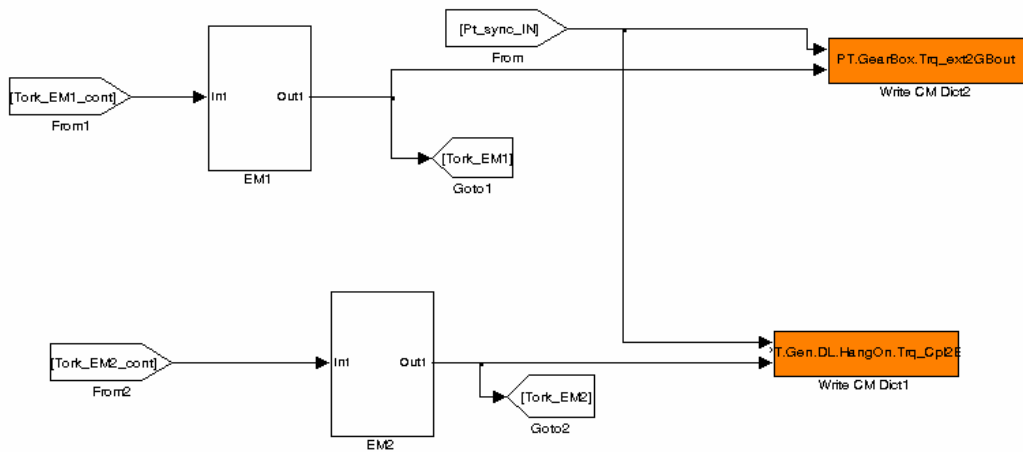 [Pt_sync_IN]
From
PT.GearBox.Trq_ext2GBout
Write CM Dict2
[Tork_EM1_cont]
From1
In1
Out1
EM1
[Tork_EM1]
Goto1
[Tork_EM2_cont]
From2
In1
Out1
EM2
[Tork_EM2]
Goto2
T.Gen.DL.HangOn.Trq_Cpl2E
Write CM Dict1